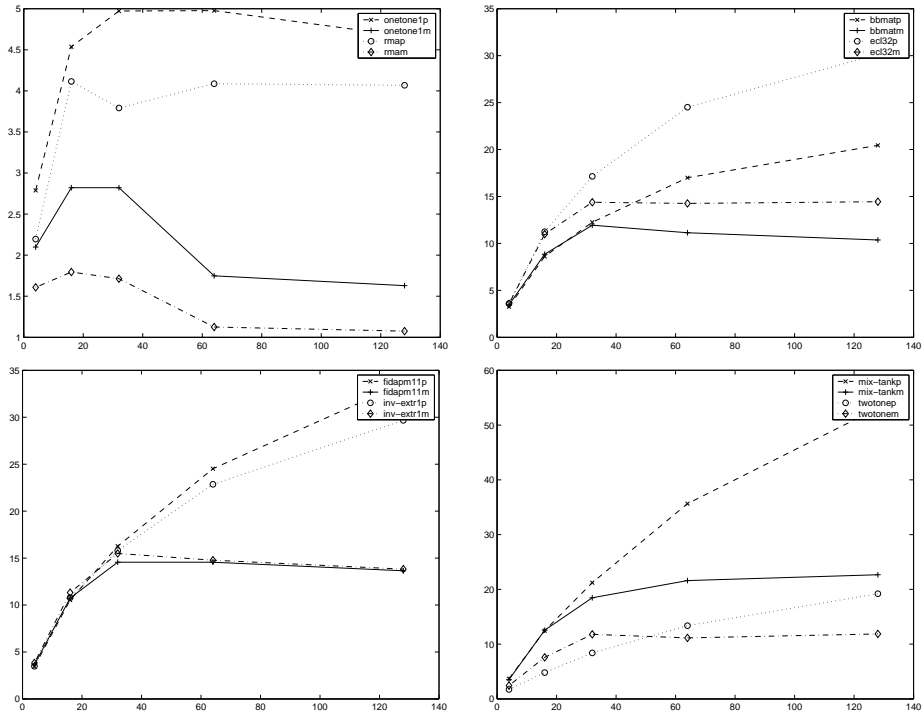 5
4.5
4
3.5
3
2.5
2
1.5
1
0 20 40 60 80 100 120 140
onetone1p
onetone1m
rmap
rmam
35
30
25
20
15
10
5
0
0 20 40 60 80 100 120 140
bbmatp
bbmatm
ecl32p
ecl32m
35
30
25
20
15
10
5
0
0 20 40 60 80 100 120 140
fidapm11p
fidapm11m
inv−extr1p
inv−extr1m
60
50
40
30
20
10
0
0 20 40 60 80 100 120 140
mix−tankp
mix−tankm
twotonep
twotonem